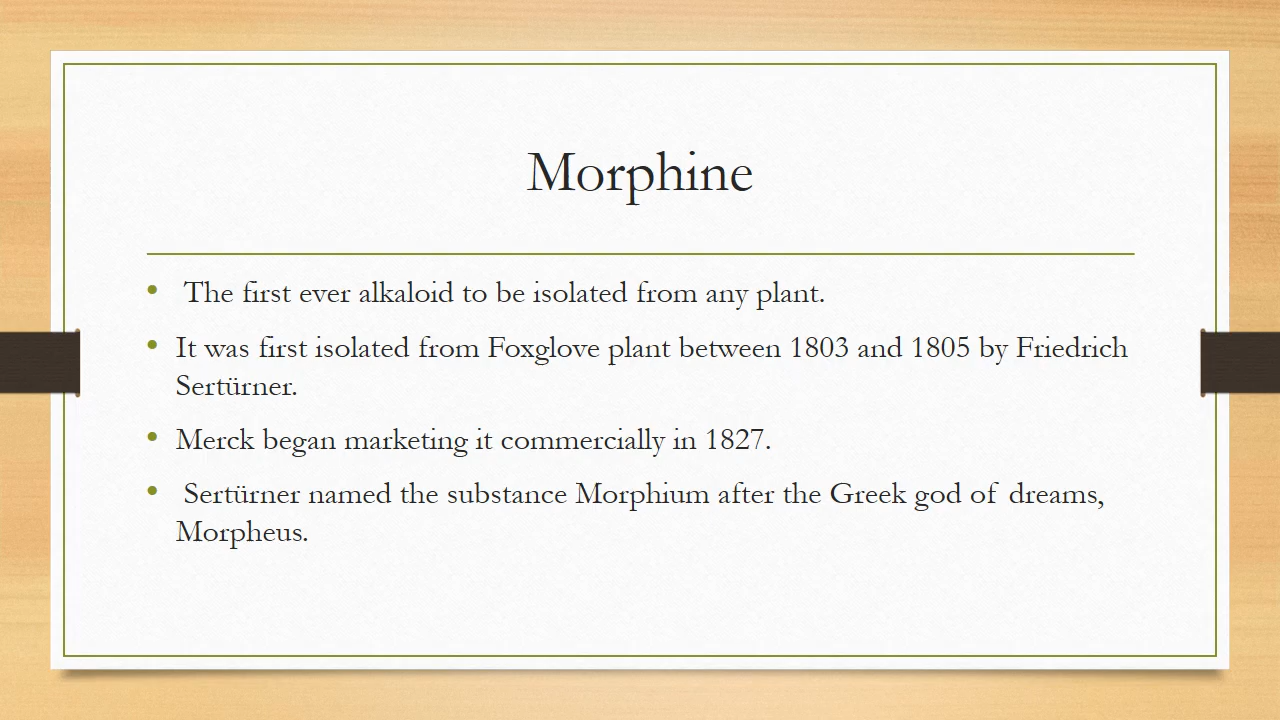 Morphine
• The first ever alkaloid to be isolated from any plant.
• It was first isolated from Foxglove plant between 1803 and 1805 by Friedrich
Sertürner.
• Merck began marketing it commercially in 1827.
• Sertürner named the substance Morphium after the Greek god of dreams,
Morpheus.